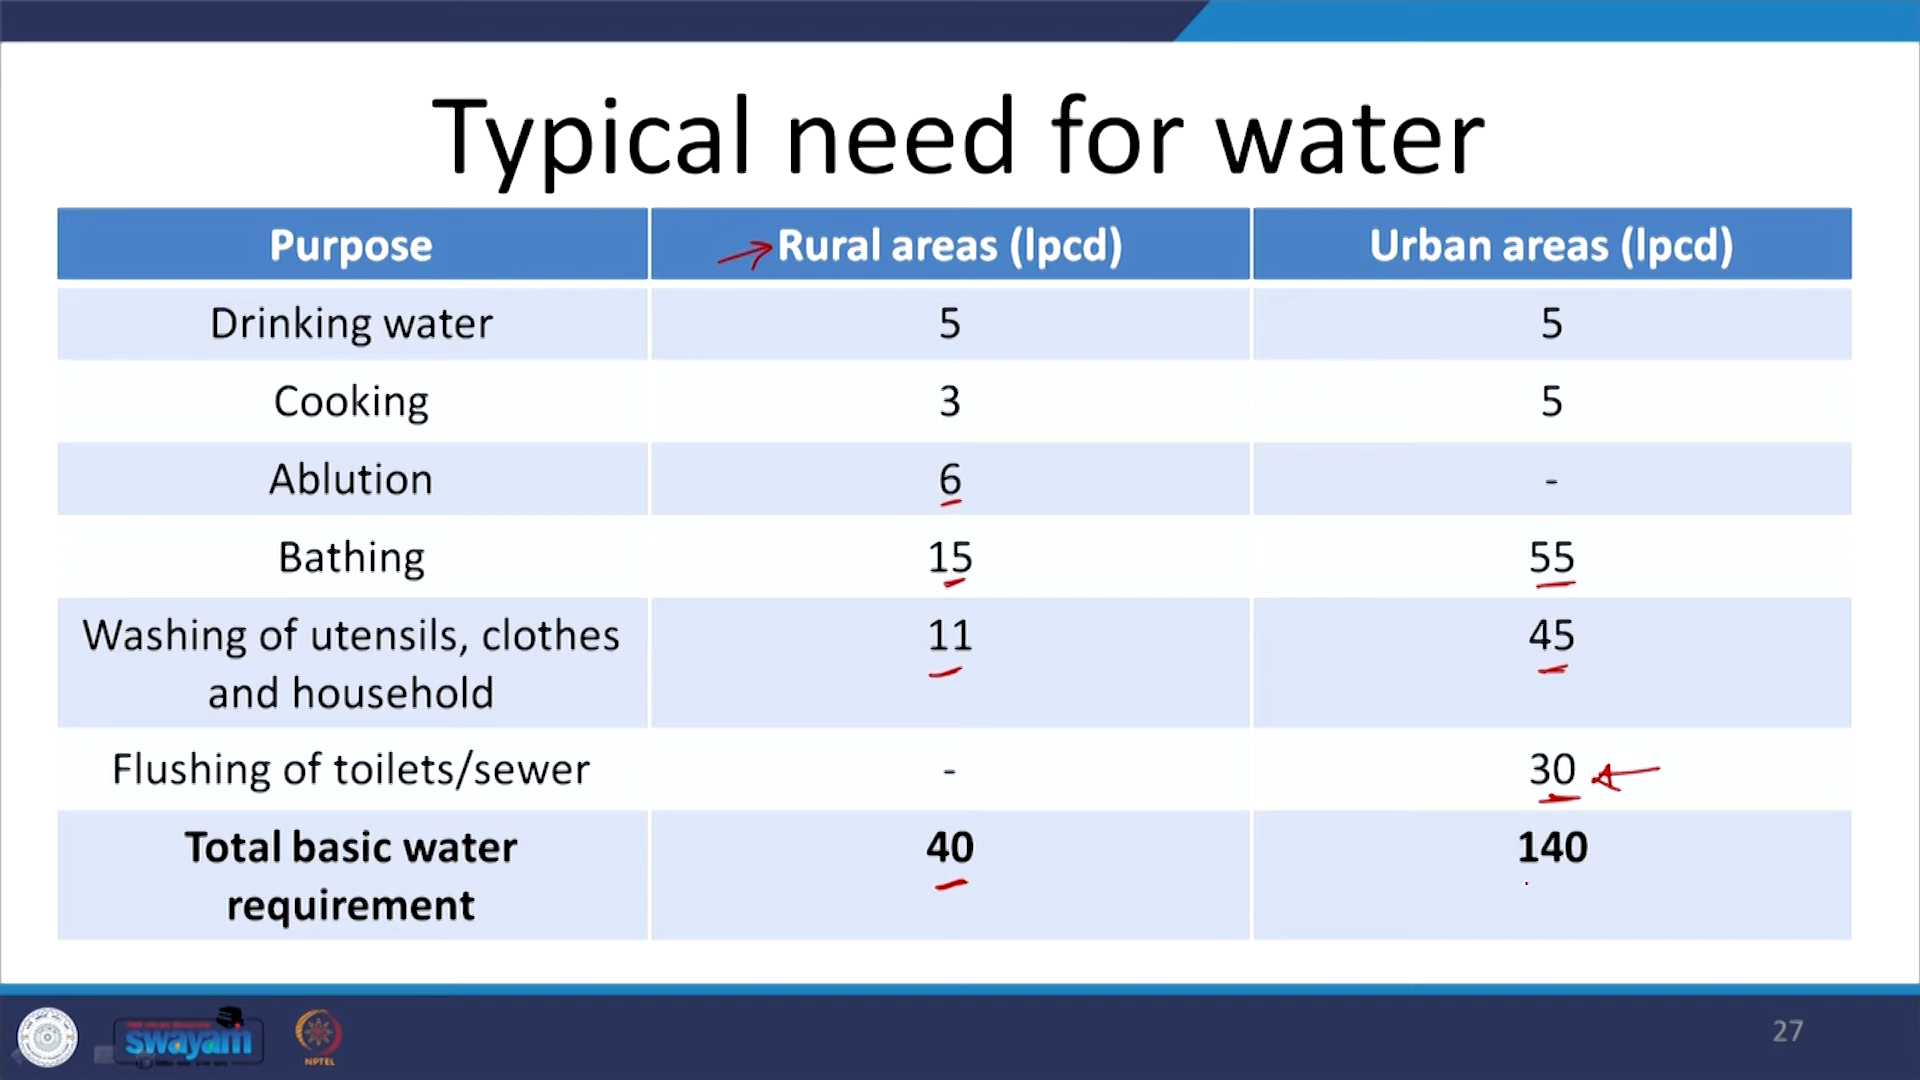 Typical need for water
Purpose Rural areas (lpcd) Urban areas (lpcd)
Drinking water 5 5
Cooking 3 5
Ablution 6 -
Bathing 15 55
Washing of utensils, clothes and household 11 45
Flushing of toilets/sewer - 30
Total basic water requirement 40 140
swayam
NPTEL
27